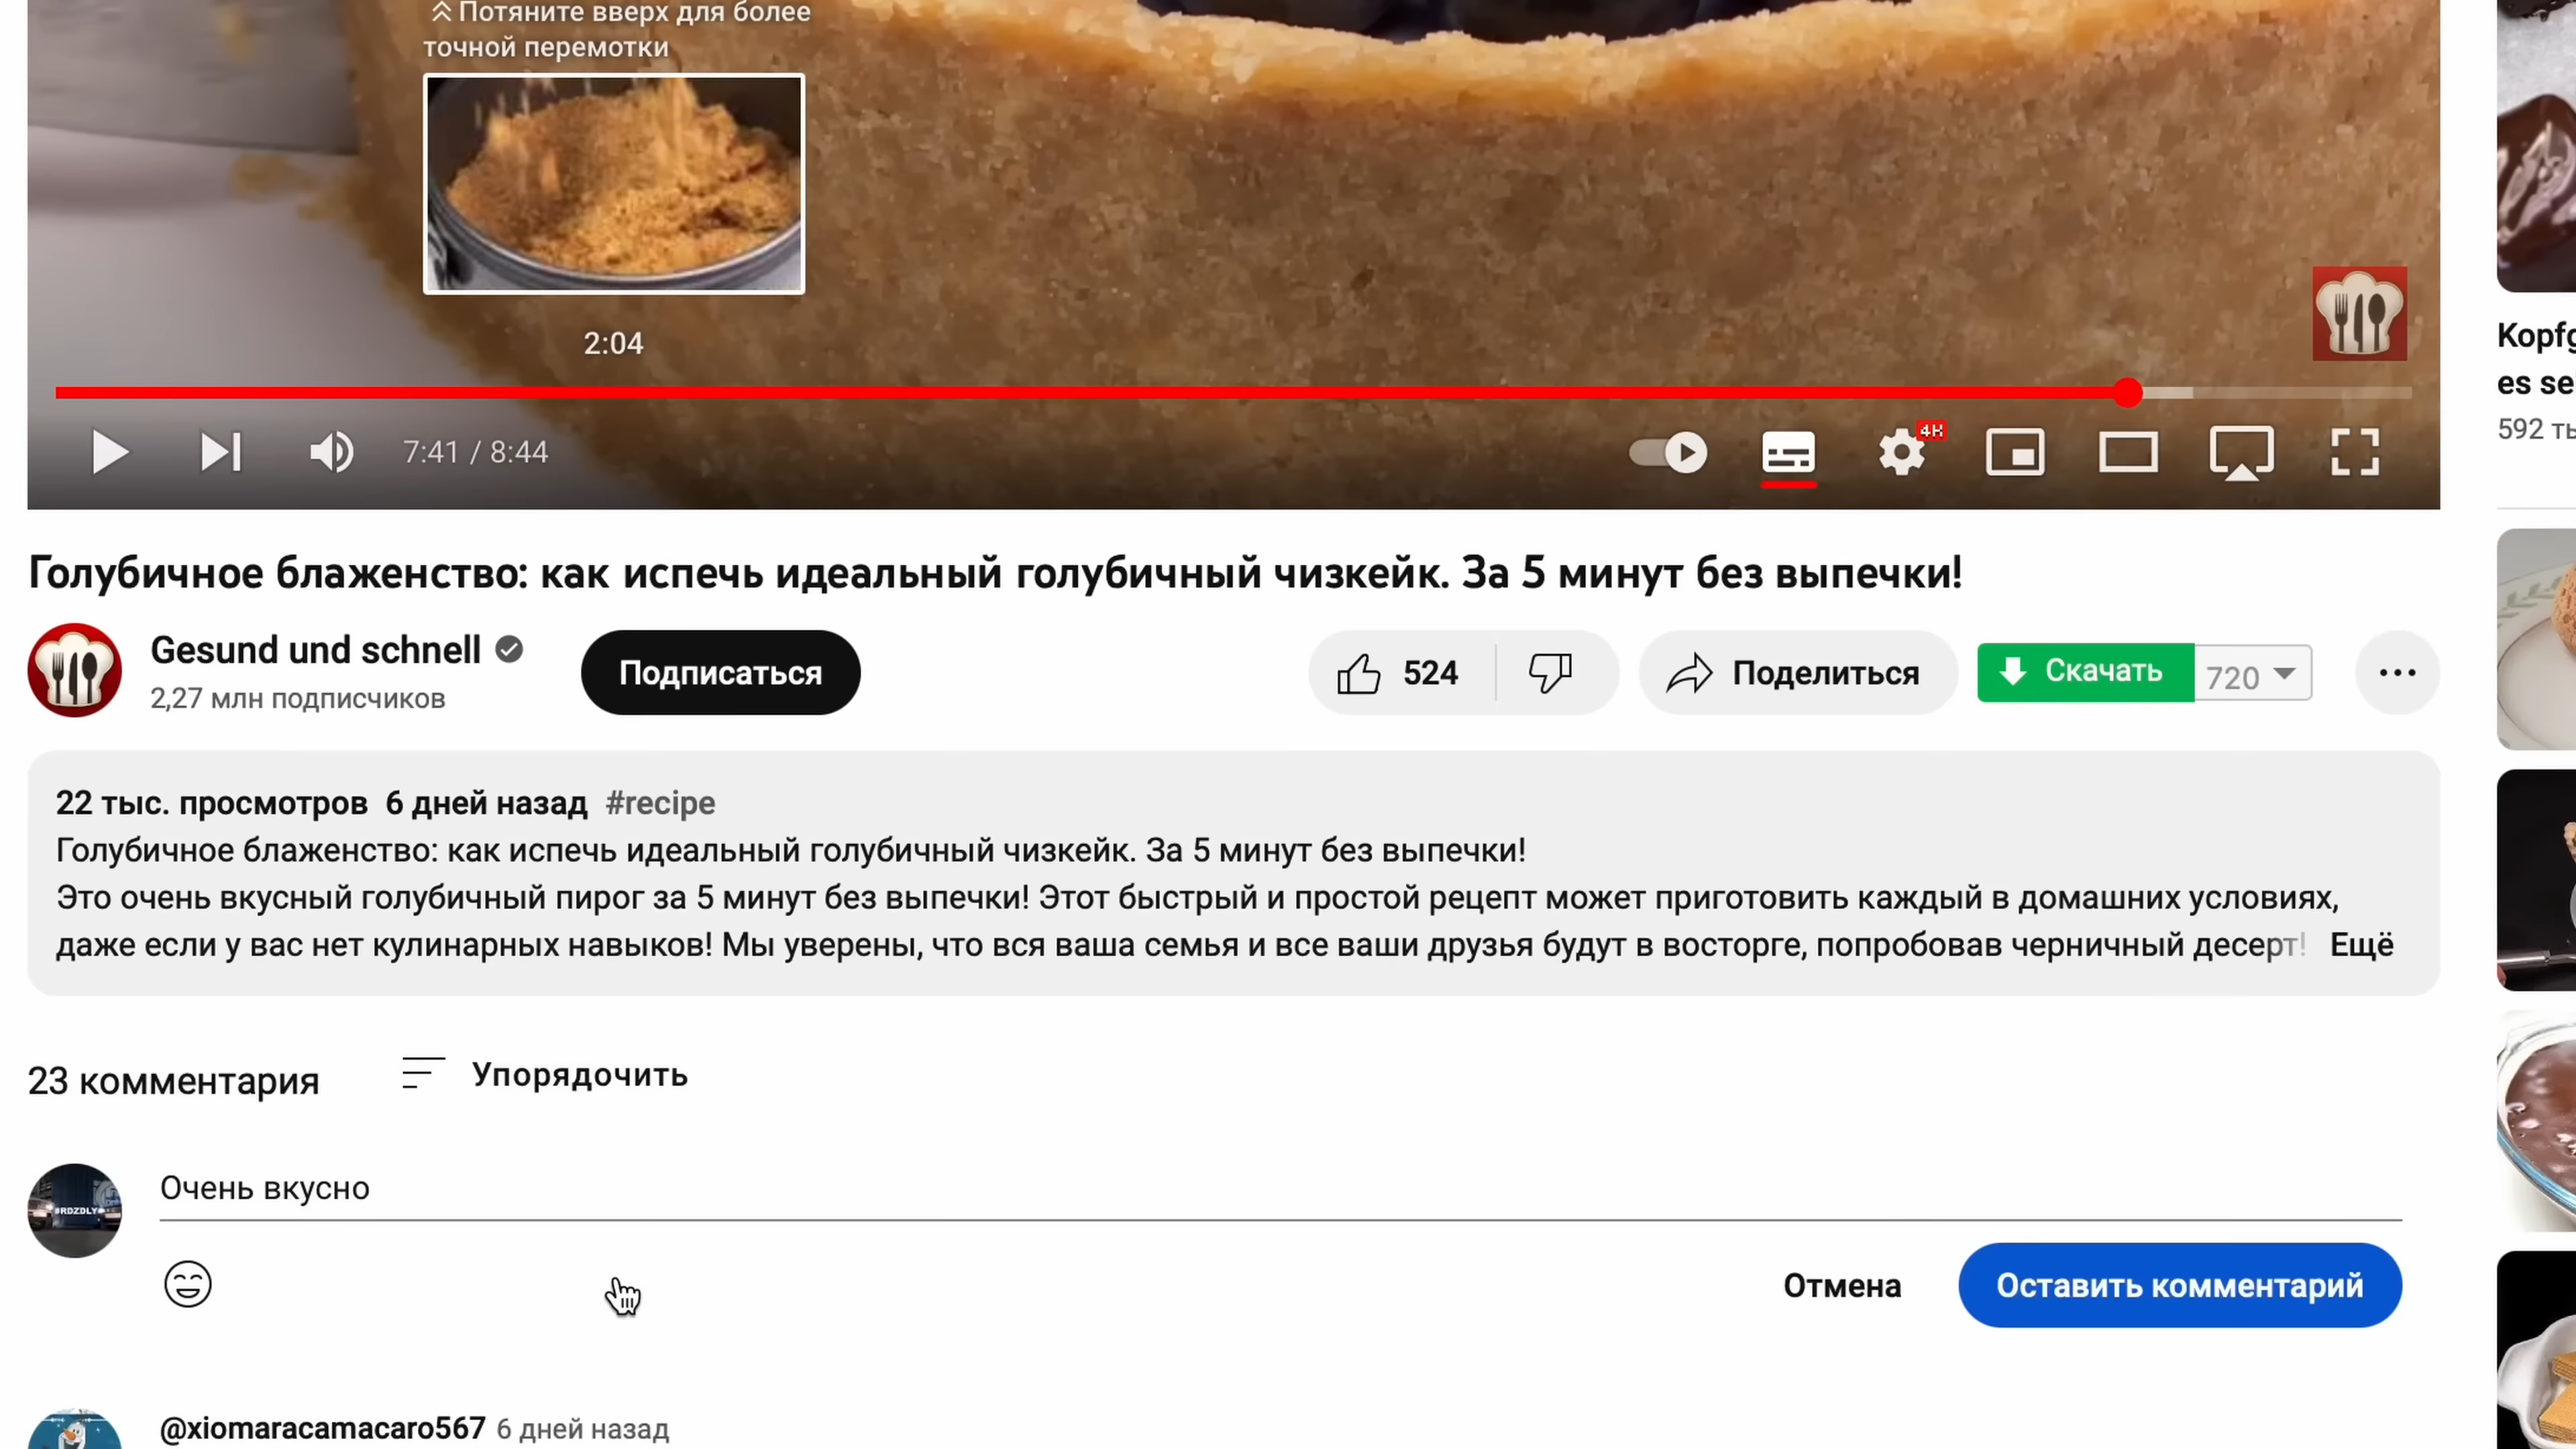 Потяните вверх для более
точной перемотки
2:04
7:41 / 8:44
4K
Голубичное блаженство: как испечь идеальный голубичный чизкейк. За 5 минут без выпечки!
Gesund und schnell
2,27 млн подписчиков
Подписаться
524
Поделиться
Скачать
720
22 тыс. просмотров 6 дней назад #recipe
Голубичное блаженство: как испечь идеальный голубичный чизкейк. За 5 минут без выпечки!
Это очень вкусный голубичный пирог за 5 минут без выпечки! Этот быстрый и простой рецепт может приготовить каждый в домашних условиях,
даже если у вас нет кулинарных навыков! Мы уверены, что вся ваша семья и все ваши друзья будут в восторге, попробовав черничный десерт! Ещё
23 комментария
Упорядочить
#RDZDLY
Очень вкусно
Отмена
Оставить комментарий
@xiomaracamacaro567 6 дней назад
es se
592